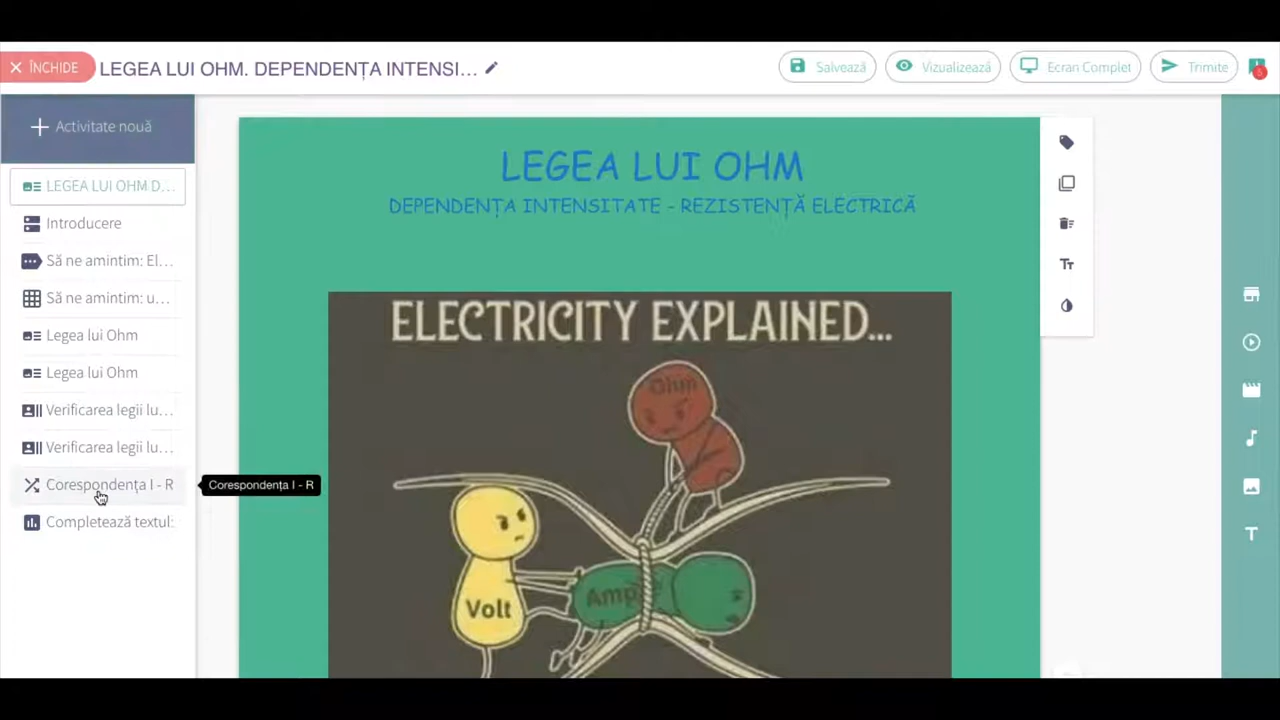 ÎNCHIDE
LEGEA LUI OHM. DEPENDENȚA INTENSI...
Salvează
Vizualizează
Ecran Complet
Trimite
Activitate nouă
LEGEA LUI OHM D...
Introducere
Să ne amintim: El...
Să ne amintim: u...
Legea lui Ohm
Legea lui Ohm
Verificarea legii lu...
Verificarea legii lu...
Corespondența I - R
Corespondența I - R
Completează textul:
LEGEA LUI OHM
DEPENDENȚA INTENSITATE - REZISTENȚĂ ELECTRICĂ
ELECTRICITY EXPLAINED...
Ohm
Volt
Amp